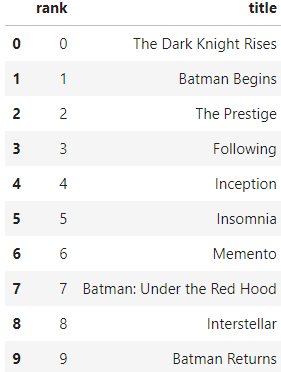 rank title
0 0 The Dark Knight Rises
1 1 Batman Begins
2 2 The Prestige
3 3 Following
4 4 Inception
5 5 Insomnia
6 6 Memento
7 7 Batman: Under the Red Hood
8 8 Interstellar
9 9 Batman Returns